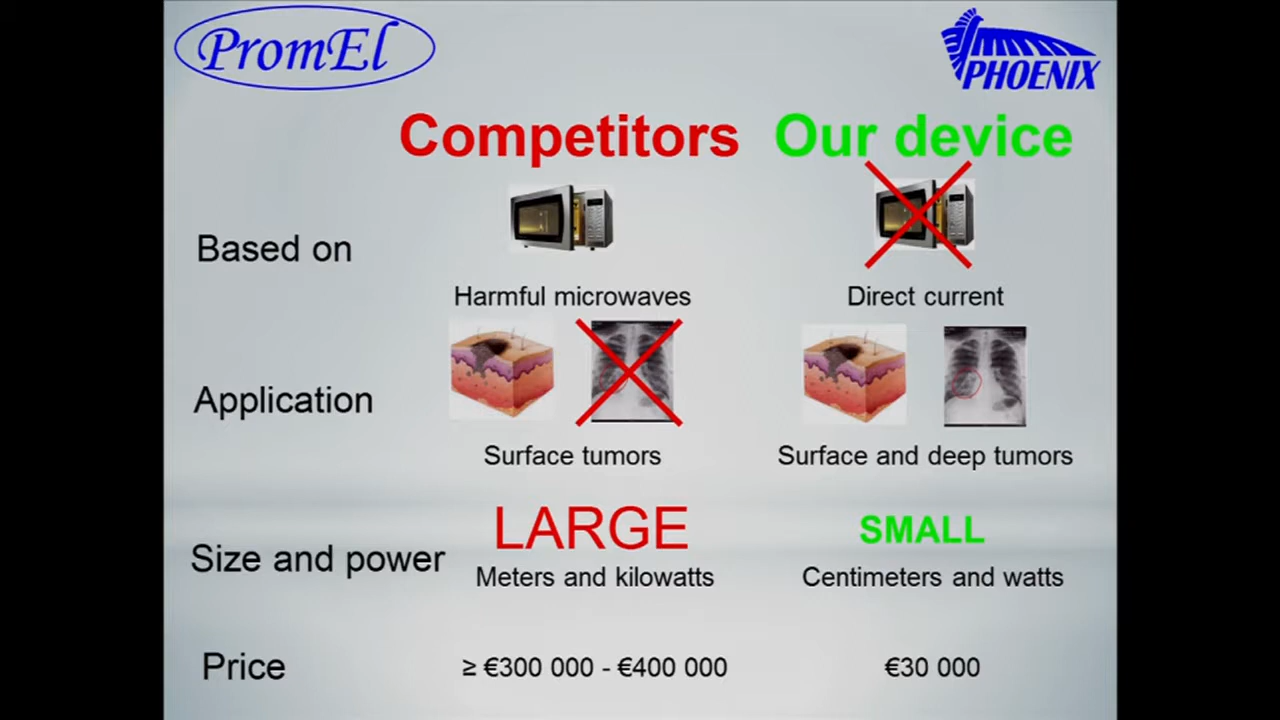 PromEl
PHOENIX
Competitors Our device
Based on
Harmful microwaves Direct current
Application
Surface tumors Surface and deep tumors
LARGE SMALL
Size and power
Meters and kilowatts Centimeters and watts
Price ≥ €300 000 - €400 000 €30 000